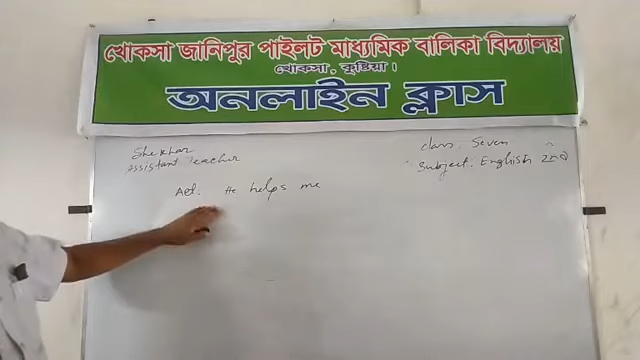 খোকসা জানিপুর পাইলট মাধ্যমিক বালিকা বিদ্যালয়
খোকসা, কুষ্টিয়া।
অনলাইন ক্লাস
Shekhar
Assistant Teacher
Class: Seven
Subject: English 2nd
Act. He helps me